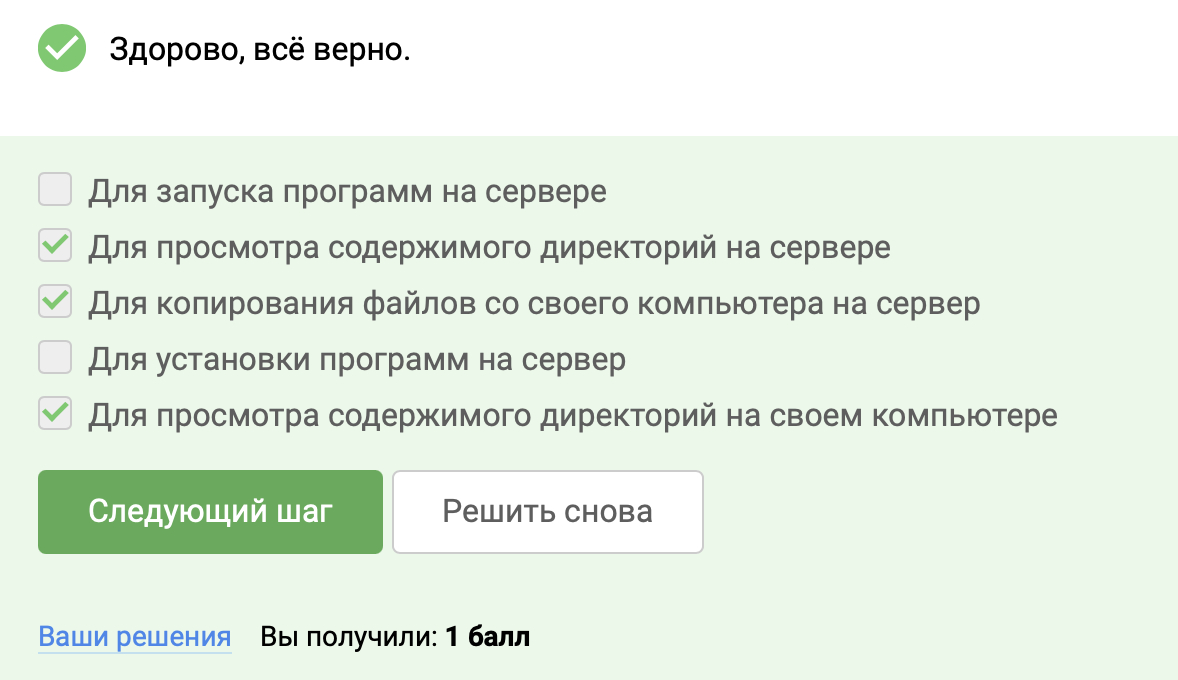 Здорово, всё верно.
Для запуска программ на сервере
Для просмотра содержимого директорий на сервере
Для копирования файлов со своего компьютера на сервер
Для установки программ на сервер
Для просмотра содержимого директорий на своем компьютере
Следующий шаг
Решить снова
Ваши решения
Вы получили: 1 балл